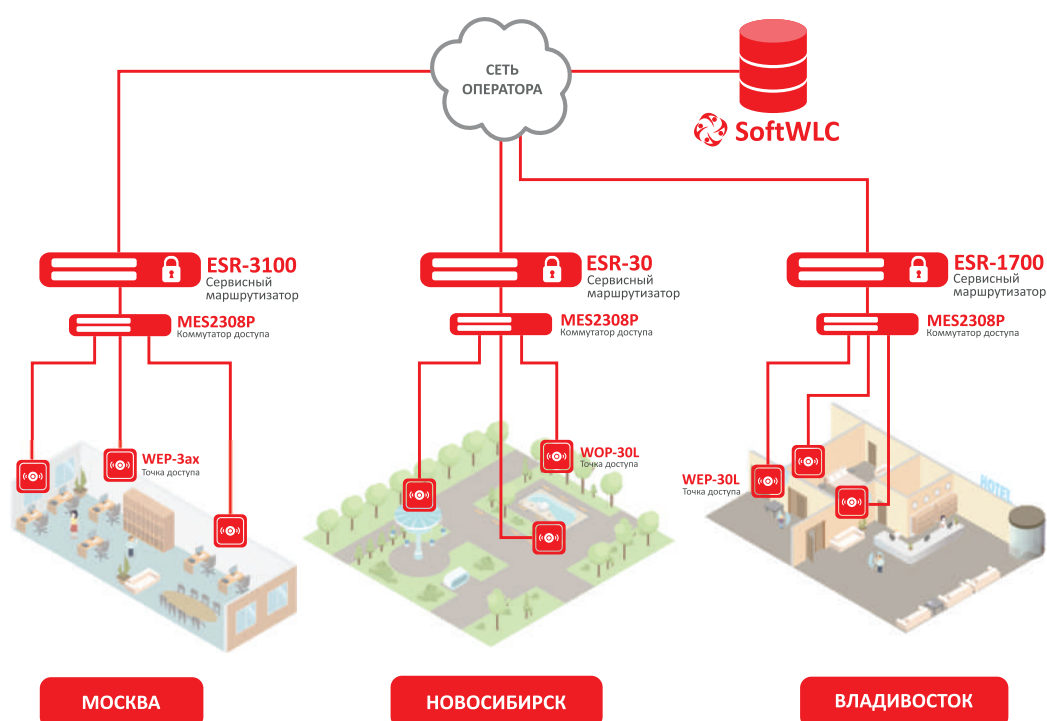 СЕТЬ
ОПЕРАТОРА
SoftWLC
ESR-3100
Сервисный
маршрутизатор
MES2308P
Коммутатор доступа
WEP-3ax
Точка доступа
ESR-30
Сервисный
маршрутизатор
MES2308P
Коммутатор доступа
WOP-30L
Точка доступа
ESR-1700
Сервисный
маршрутизатор
MES2308P
Коммутатор доступа
WEP-30L
Точка доступа
HOTEL
МОСКВА
НОВОСИБИРСК
ВЛАДИВОСТОК